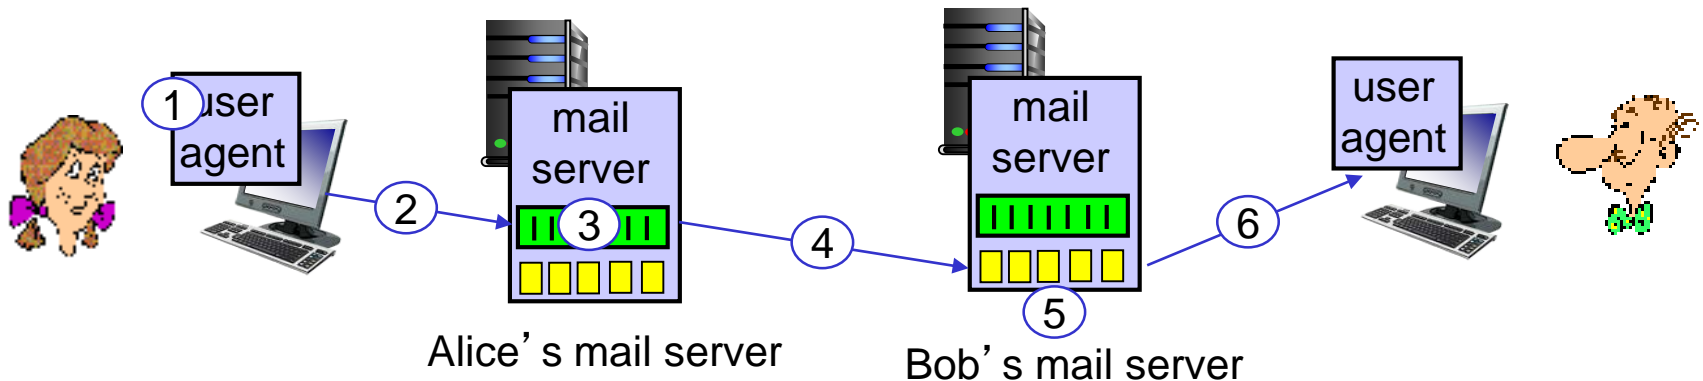 1
user
agent
2
mail
server
3
4
mail
server
5
6
user
agent
Alice’s mail server
Bob’s mail server